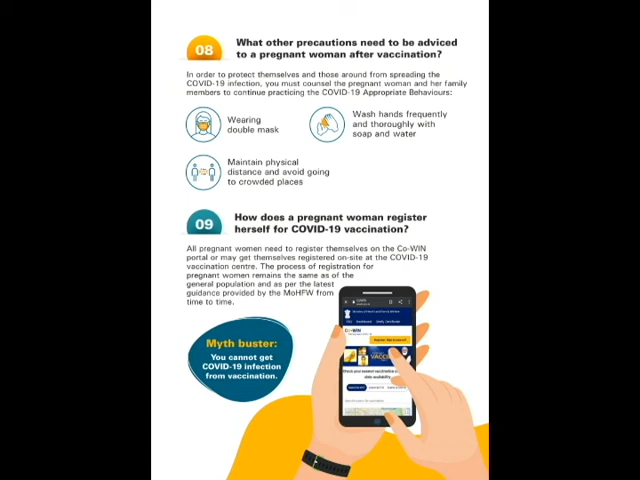 08
What other precautions need to be adviced
to a pregnant woman after vaccination?
In order to protect themselves and those around from spreading the
COVID-19 infection, you must counsel the pregnant woman and her family
members to continue practicing the COVID-19 Appropriate Behaviours:
Wearing
double mask
Wash hands frequently
and thoroughly with
soap and water
Maintain physical
distance and avoid going
to crowded places
09
How does a pregnant woman register
herself for COVID-19 vaccination?
All pregnant women need to register themselves on the Co-WIN
portal or may get themselves registered on-site at the COVID-19
vaccination centre. The process of registration for
pregnant women remains the same as of the
general population and as per the latest
guidance provided by the MoHFW from
time to time.
Myth buster:
You cannot get
COVID-19 infection
from vaccination.
Co-WIN